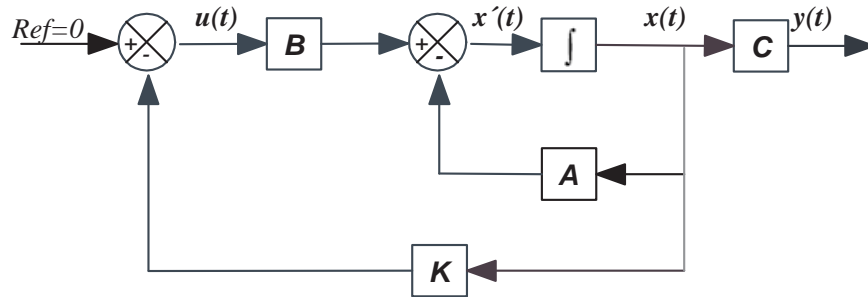 Ref=0
+
-
u(t)
B
+
-
x´(t)
∫
x(t)
C
y(t)
A
K